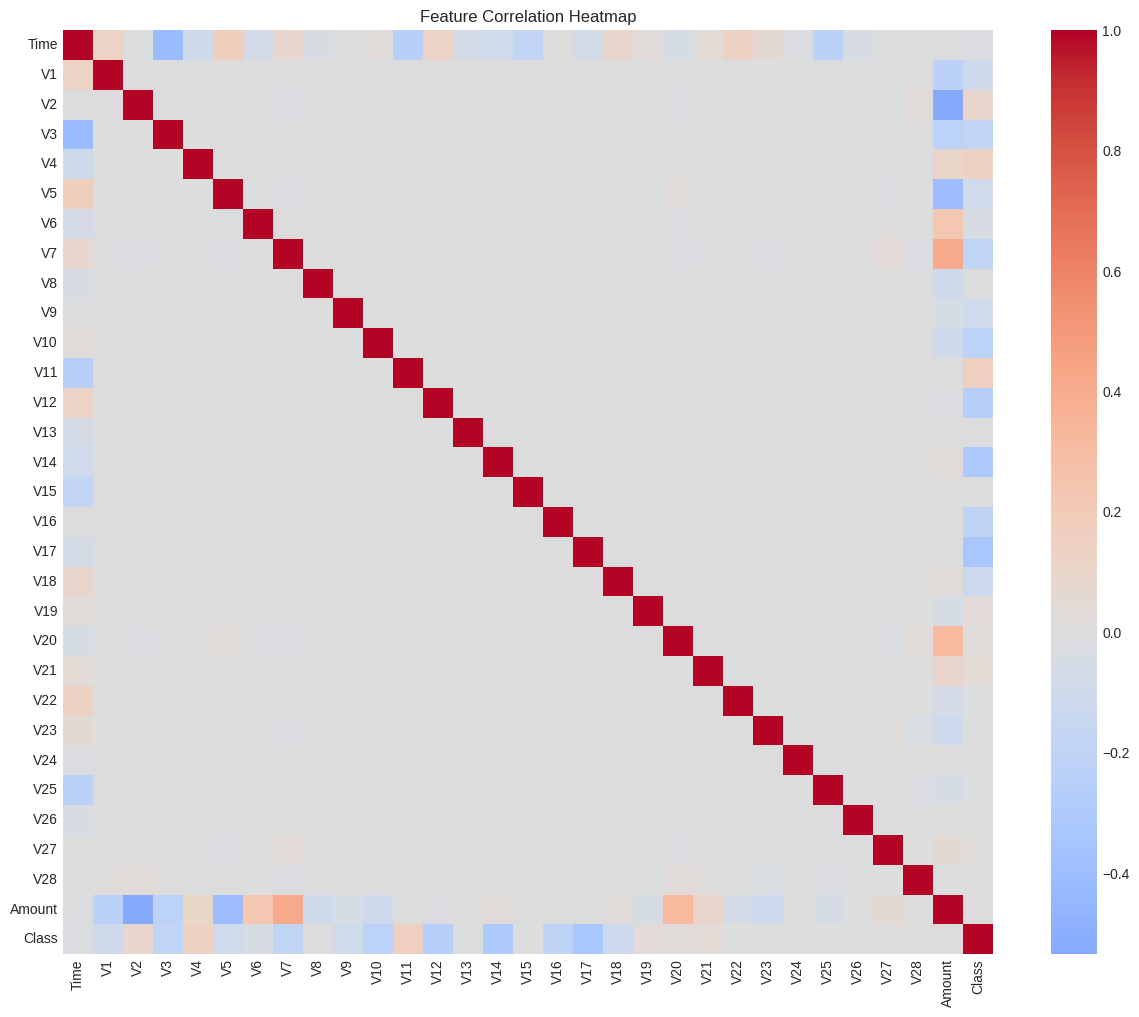 Feature Correlation Heatmap
Time
V1
V2
V3
V4
V5
V6
V7
V8
V9
V10
V11
V12
V13
V14
V15
V16
V17
V18
V19
V20
V21
V22
V23
V24
V25
V26
V27
V28
Amount
Class
Time V1 V2 V3 V4 V5 V6 V7 V8 V9 V10 V11 V12 V13 V14 V15 V16 V17 V18 V19 V20 V21 V22 V23 V24 V25 V26 V27 V28 Amount Class
1.0
0.8
0.6
0.4
0.2
0.0
−0.2
−0.4